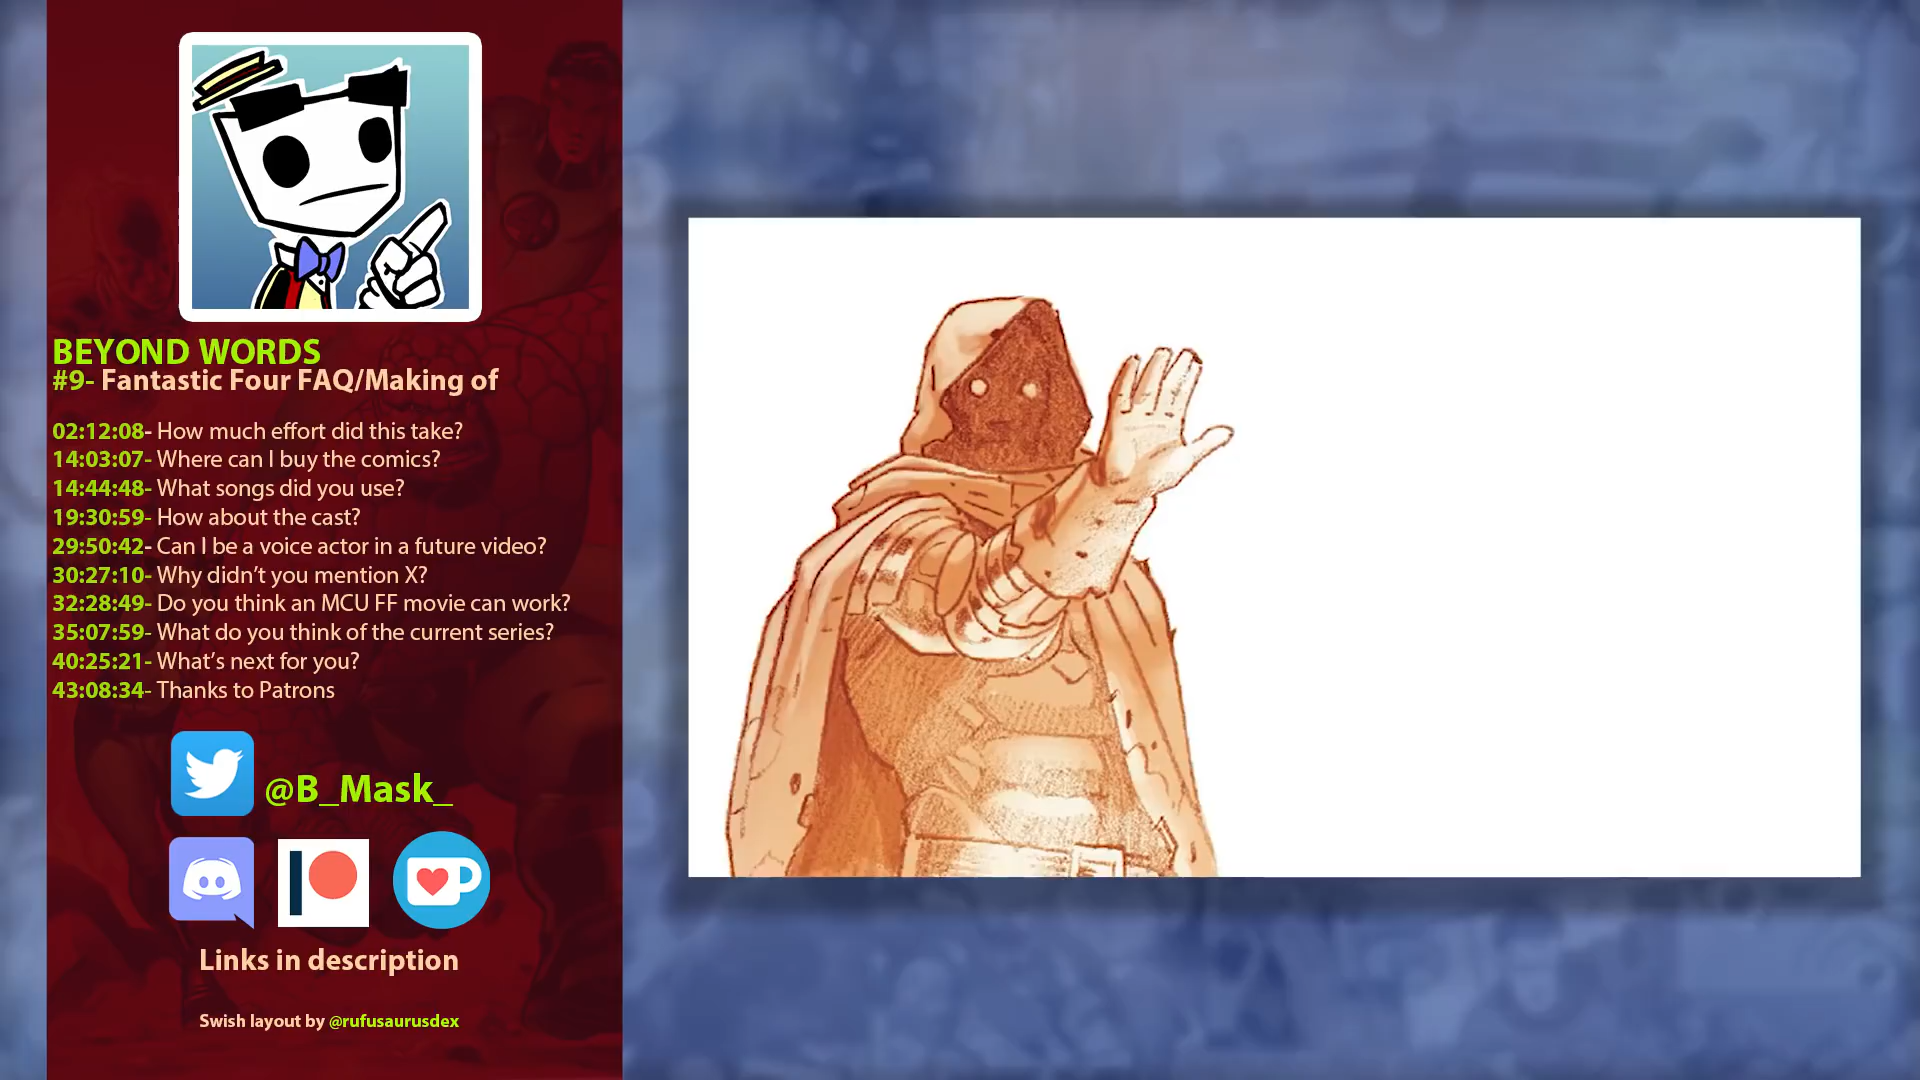 BEYOND WORDS
#9- Fantastic Four FAQ/Making of
02:12:08- How much effort did this take?
14:03:07- Where can I buy the comics?
14:44:48- What songs did you use?
19:30:59- How about the cast?
29:50:42- Can I be a voice actor in a future video?
30:27:10- Why didn't you mention X?
32:28:49- Do you think an MCU FF movie can work?
35:07:59- What do you think of the current series?
40:25:21- What's next for you?
43:08:34- Thanks to Patrons
@B_Mask_
Links in description
Swish layout by @rufusaurusdex